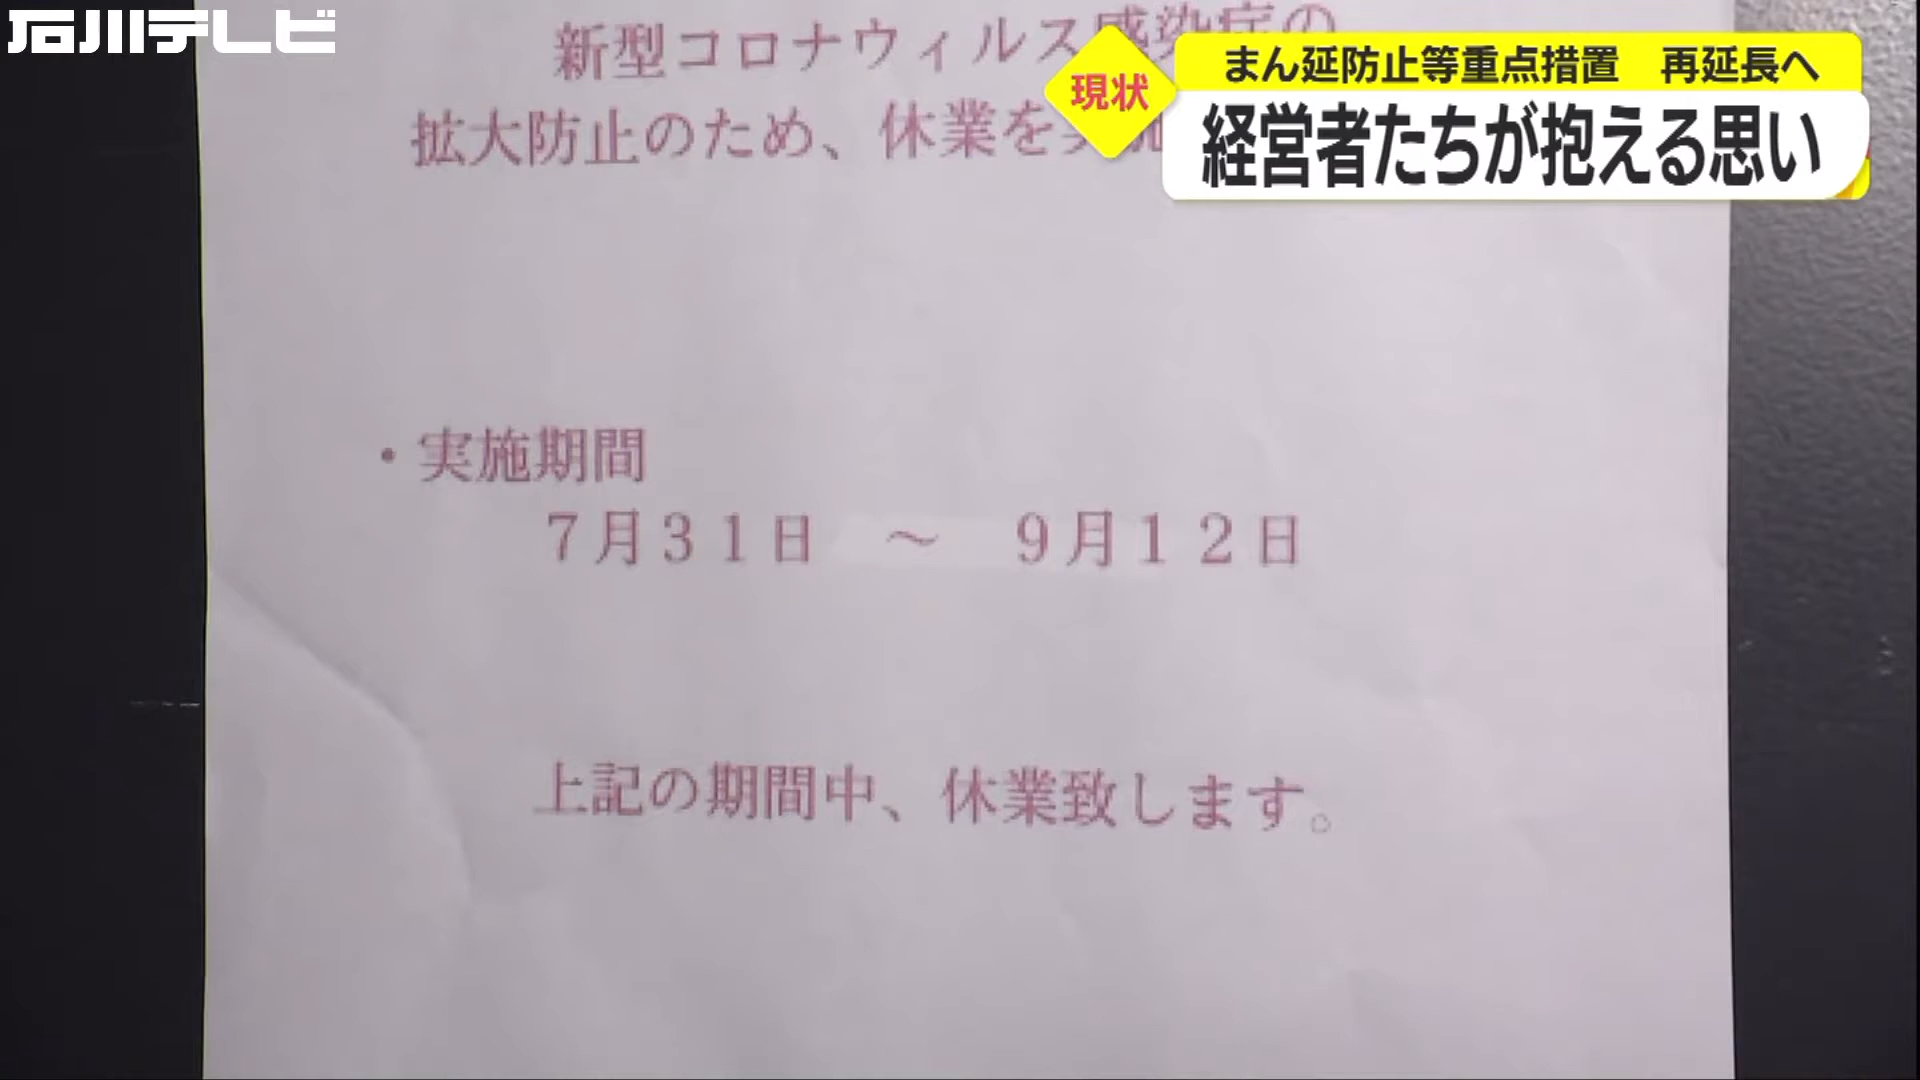 石川テレビ
まん延防止等重点措置　再延長へ
現状
経営者たちが抱える思い
新型コロナウィルス感染症の
拡大防止のため、休業を実施
・実施期間
７月３１日　～　９月１２日
上記の期間中、休業致します。